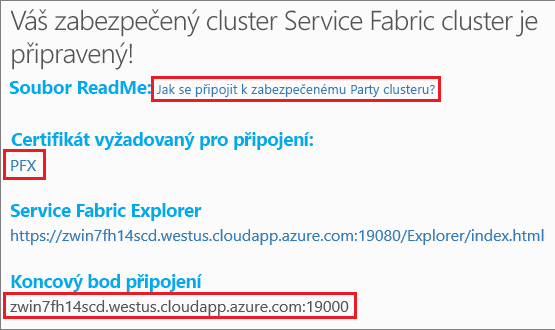 Váš zabezpečený cluster Service Fabric cluster je
připravený!
Soubor ReadMe: Jak se připojit k zabezpečenému Party clusteru?
Certifikát vyžadovaný pro připojení:
PFX
Service Fabric Explorer
https://zwin7fh14scd.westus.cloudapp.azure.com:19080/Explorer/index.html
Koncový bod připojení
zwin7fh14scd.westus.cloudapp.azure.com:19000